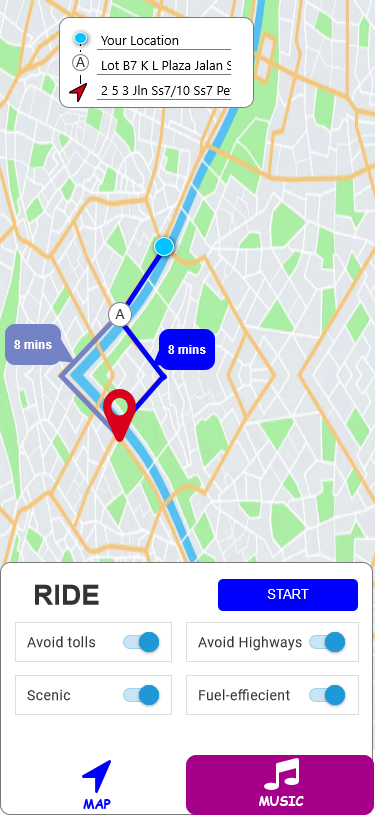 Your Location
A
Lot B7 K L Plaza Jalan S
2 5 3 Jln Ss7/10 Ss7 Pe
A
8 mins
8 mins
RIDE
START
Avoid tolls
Avoid Highways
Scenic
Fuel-effiecient
MAP
MUSIC